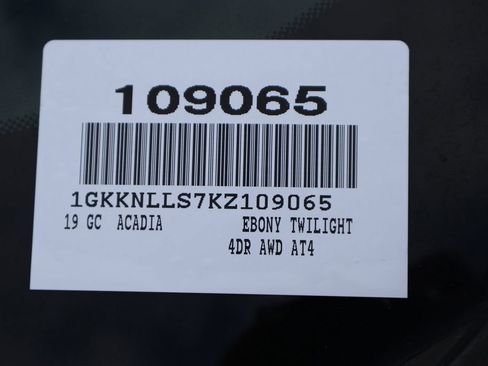 109065
1GKKNLLS7KZ109065
19 GC ACADIA EBONY TWILIGHT
4DR AWD AT4